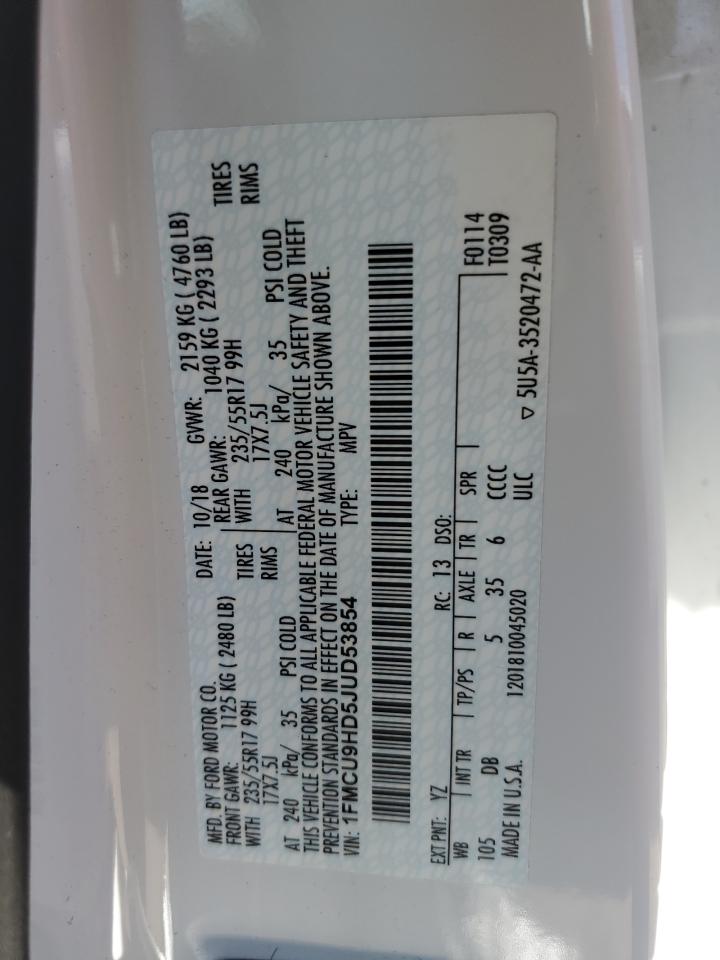 MFD. BY FORD MOTOR CO.
DATE: 10/18
GVWR: 2159 KG ( 4760 LB)
FRONT GAWR: 1125 KG ( 2480 LB)
REAR GAWR: 1040 KG ( 2293 LB)
WITH 235/55R17 99H TIRES
WITH 235/55R17 99H TIRES
17X7.5J RIMS
17X7.5J RIMS
AT 240 kPa/ 35 PSI COLD
AT 240 kPa/ 35 PSI COLD
THIS VEHICLE CONFORMS TO ALL APPLICABLE FEDERAL MOTOR VEHICLE SAFETY AND THEFT
PREVENTION STANDARDS IN EFFECT ON THE DATE OF MANUFACTURE SHOWN ABOVE.
VIN: 1FMCU9HD5JUD53854
TYPE: MPV
EXT PNT: YZ RC: 13 DSO: F0114
T0309
WB INT TR TP/PS R AXLE TR SPR
105 DB 5 35 6 CCCC
MADE IN U.S.A. 1201810045020 ULC
▽ 5U5A-3520472-AA